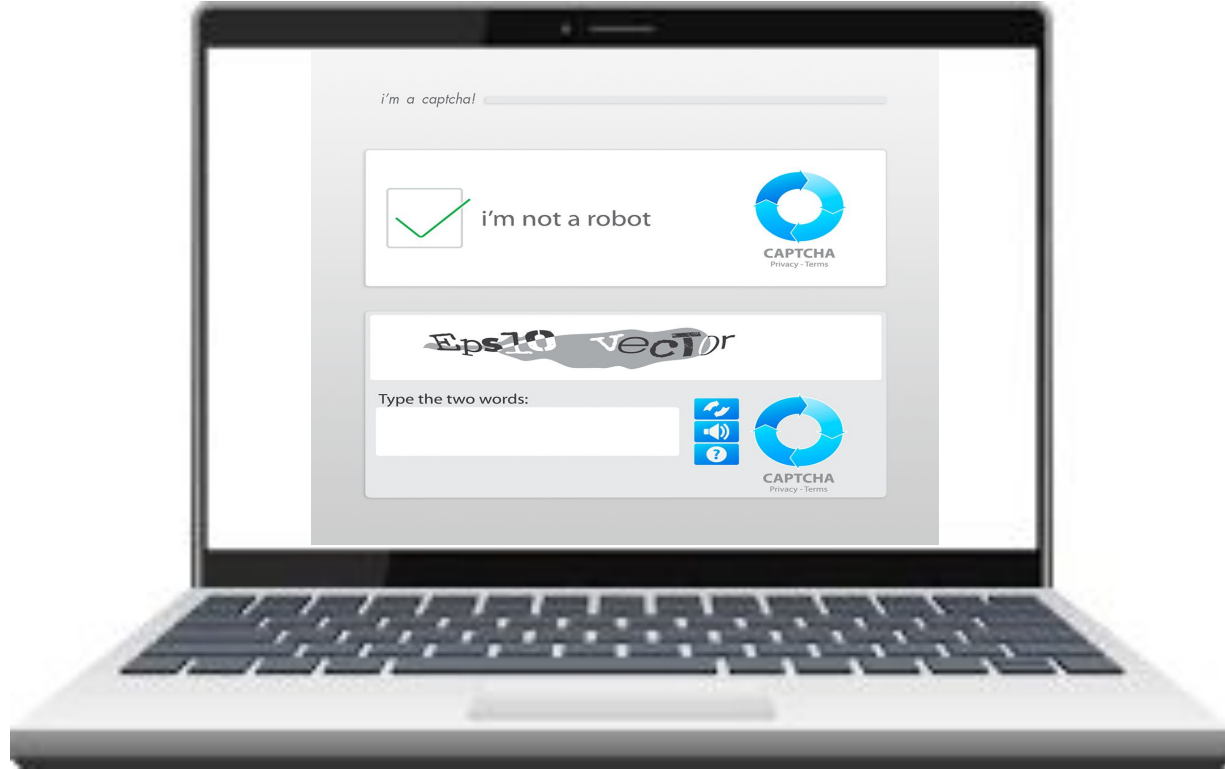 i'm a captcha!
i'm not a robot
CAPTCHA
Privacy - Terms
Eps10 vecTor
Type the two words:
?
CAPTCHA
Privacy - Terms